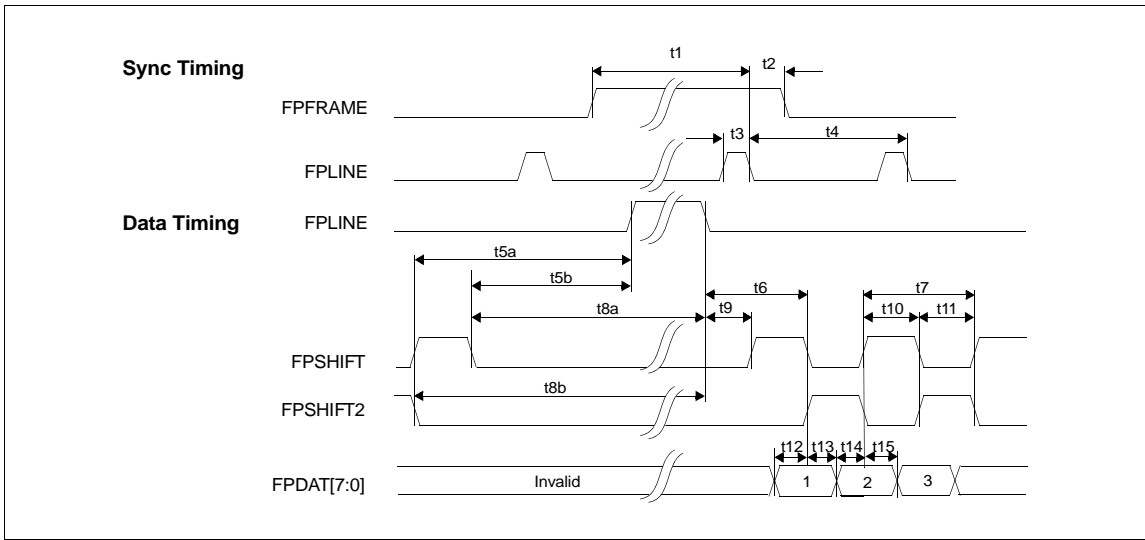 t1
Sync Timing
t2
FPFRAME
t3
t4
FPLINE
Data Timing
FPLINE
t5a
t5b
t6
t7
t8a
t9
t10
t11
FPSHIFT
t8b
FPSHIFT2
t12
t13
t14
t15
FPDAT[7:0]
Invalid
1
2
3